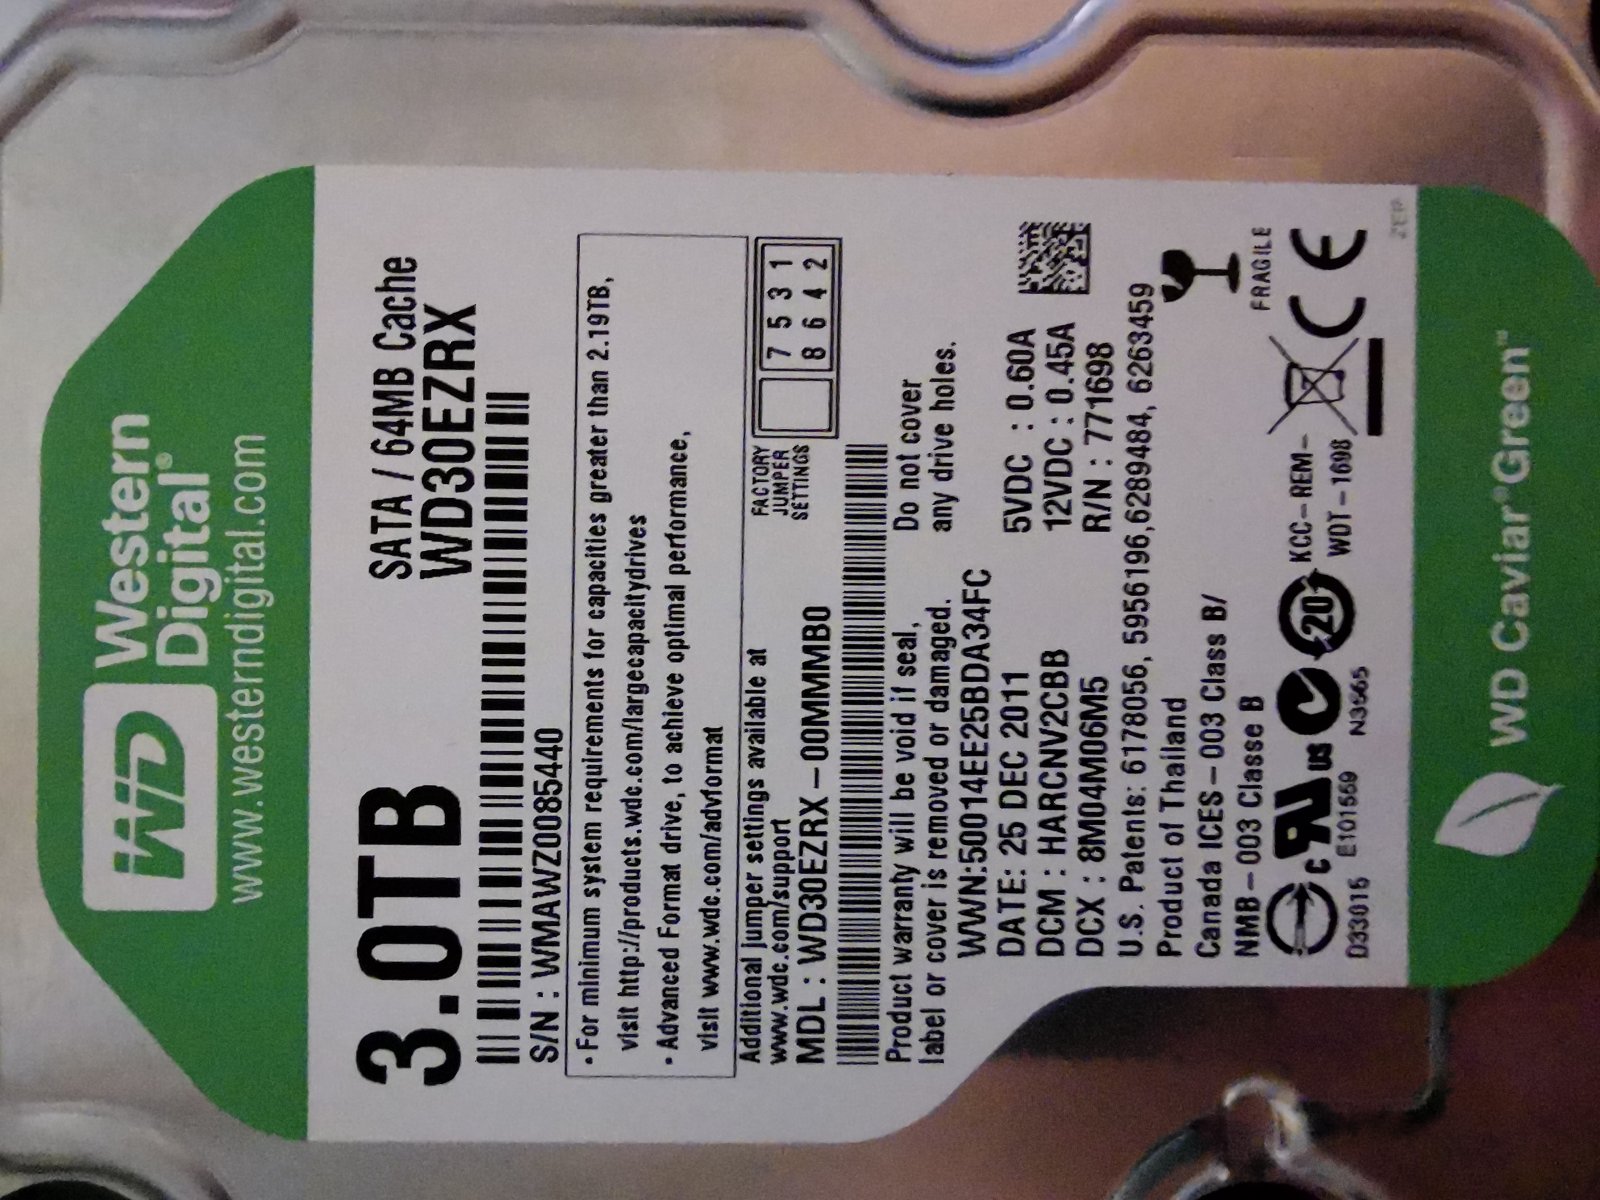 WD Western
Digital®
www.westerndigital.com
3.0TB
SATA / 64MB Cache
WD30EZRX
S/N : WMAWZ0085440
• For minimum system requirements for capacities greater than 2.19TB,
visit http://products.wdc.com/largecapacitydrives
• Advanced Format drive, to achieve optimal performance,
visit www.wdc.com/advformat
Additional jumper settings available at
www.wdc.com/support
FACTORY
JUMPER
SETTINGS
7 5 3 1
8 6 4 2
MDL : WD30EZRX – 00MMMB0
Product warranty will be void if seal,
label or cover is removed or damaged.
Do not cover
any drive holes.
WWN:50014EE25BDA34FC
DATE: 25 DEC 2011
DCM : HARCNV2CBB
DCX : 8M04M06M5
5VDC : 0.60A
12VDC : 0.45A
R/N : 771698
U.S. Patents: 6178056, 5956196,6289484, 6263459
Product of Thailand
Canada ICES – 003 Class B/
NMB – 003 Classe B
FRAGILE
c RU us
20
KCC–REM–
WDT–1698
CE
D33015 E101559 N3665
WD Caviar® Green™